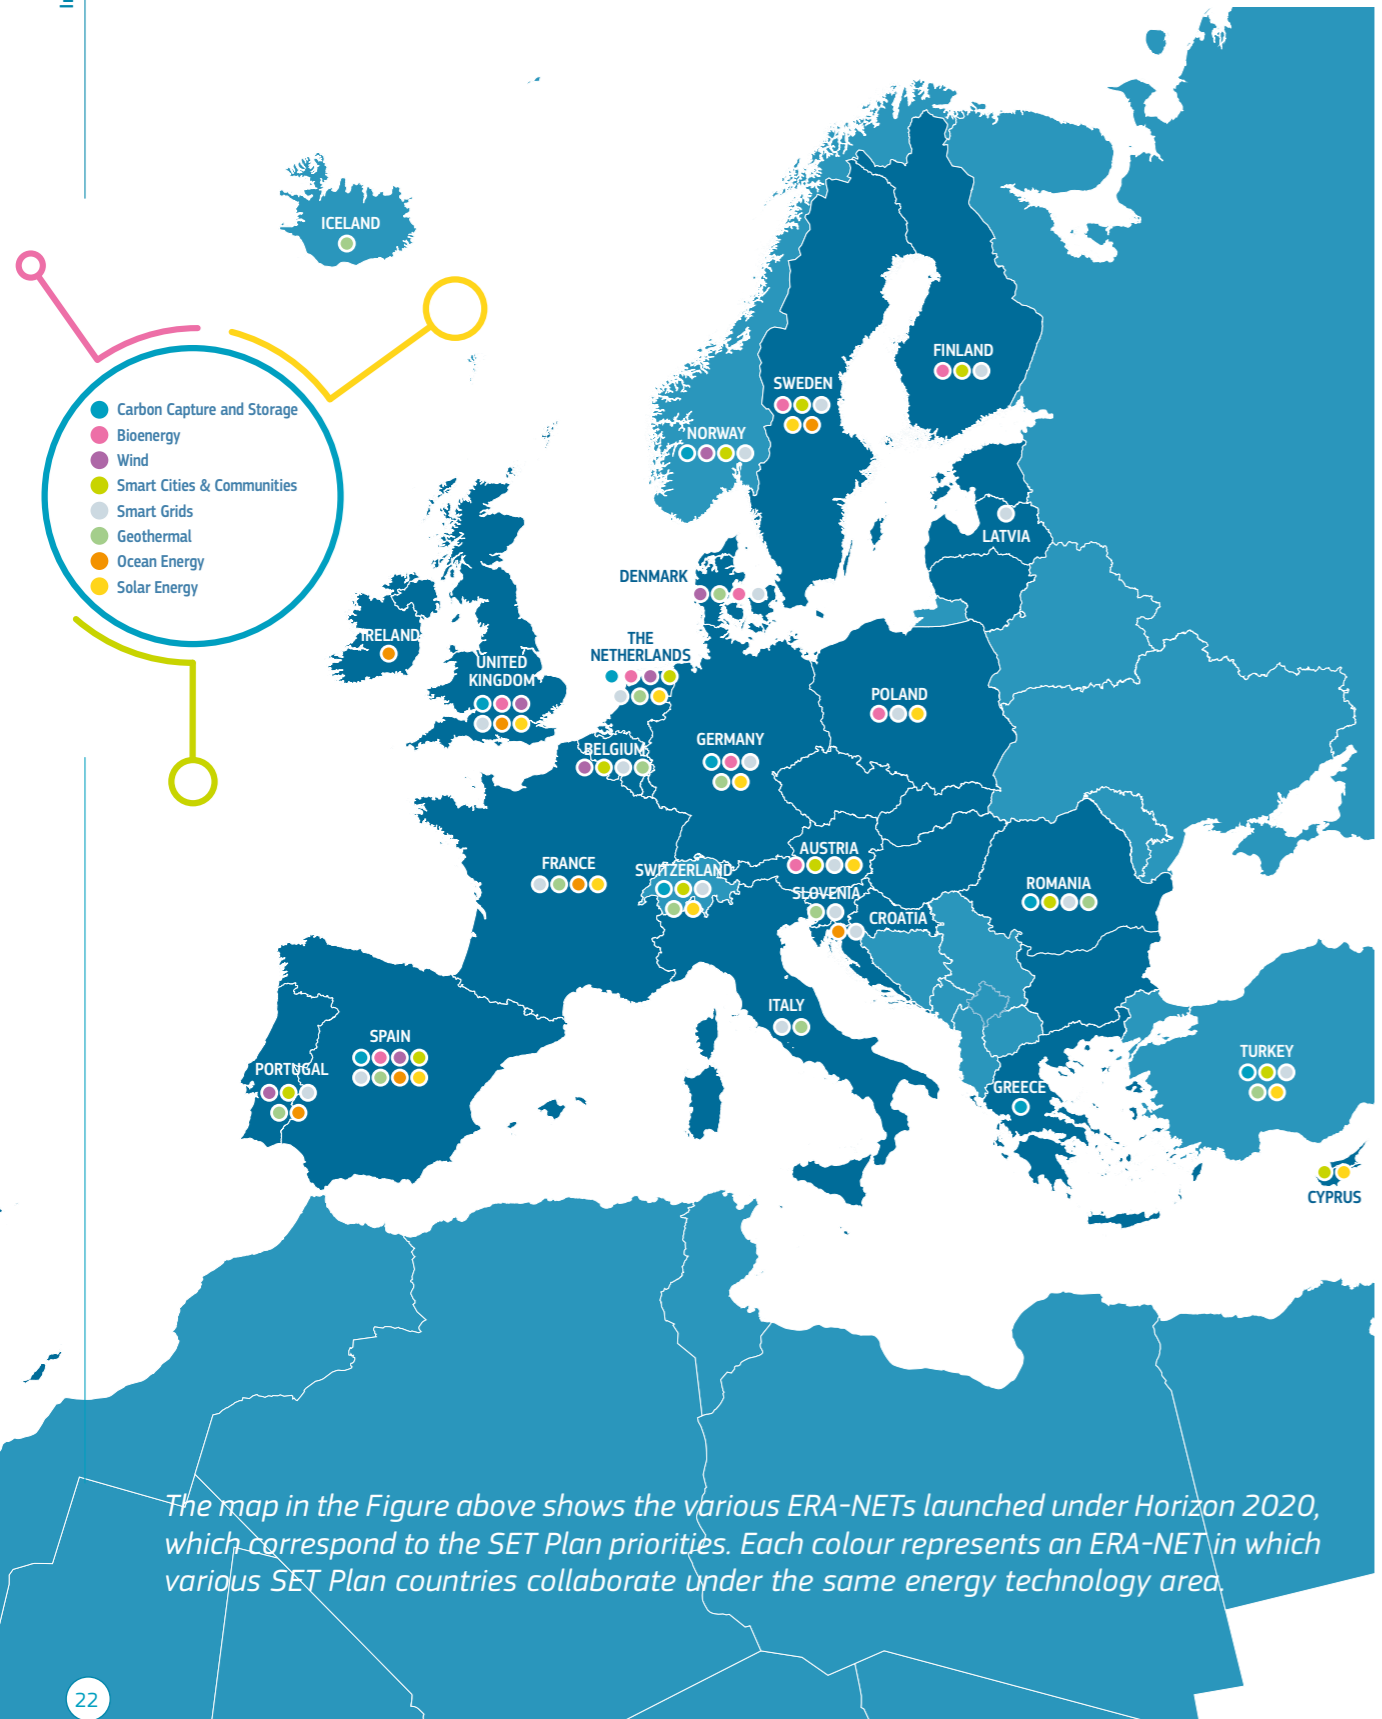 ICELAND
FINLAND
SWEDEN
NORWAY
Carbon Capture and Storage
Bioenergy
Wind
Smart Cities & Communities
Smart Grids
Geothermal
Ocean Energy
Solar Energy
LATVIA
DENMARK
IRELAND
THE
NETHERLANDS
UNITED
KINGDOM
POLAND
BELGIUM
GERMANY
AUSTRIA
FRANCE
SWITZERLAND
SLOVENIA
ROMANIA
CROATIA
ITALY
SPAIN
PORTUGAL
TURKEY
GREECE
CYPRUS
The map in the Figure above shows the various ERA-NETs launched under Horizon 2020,
which correspond to the SET Plan priorities. Each colour represents an ERA-NET in which
various SET Plan countries collaborate under the same energy technology area.
22